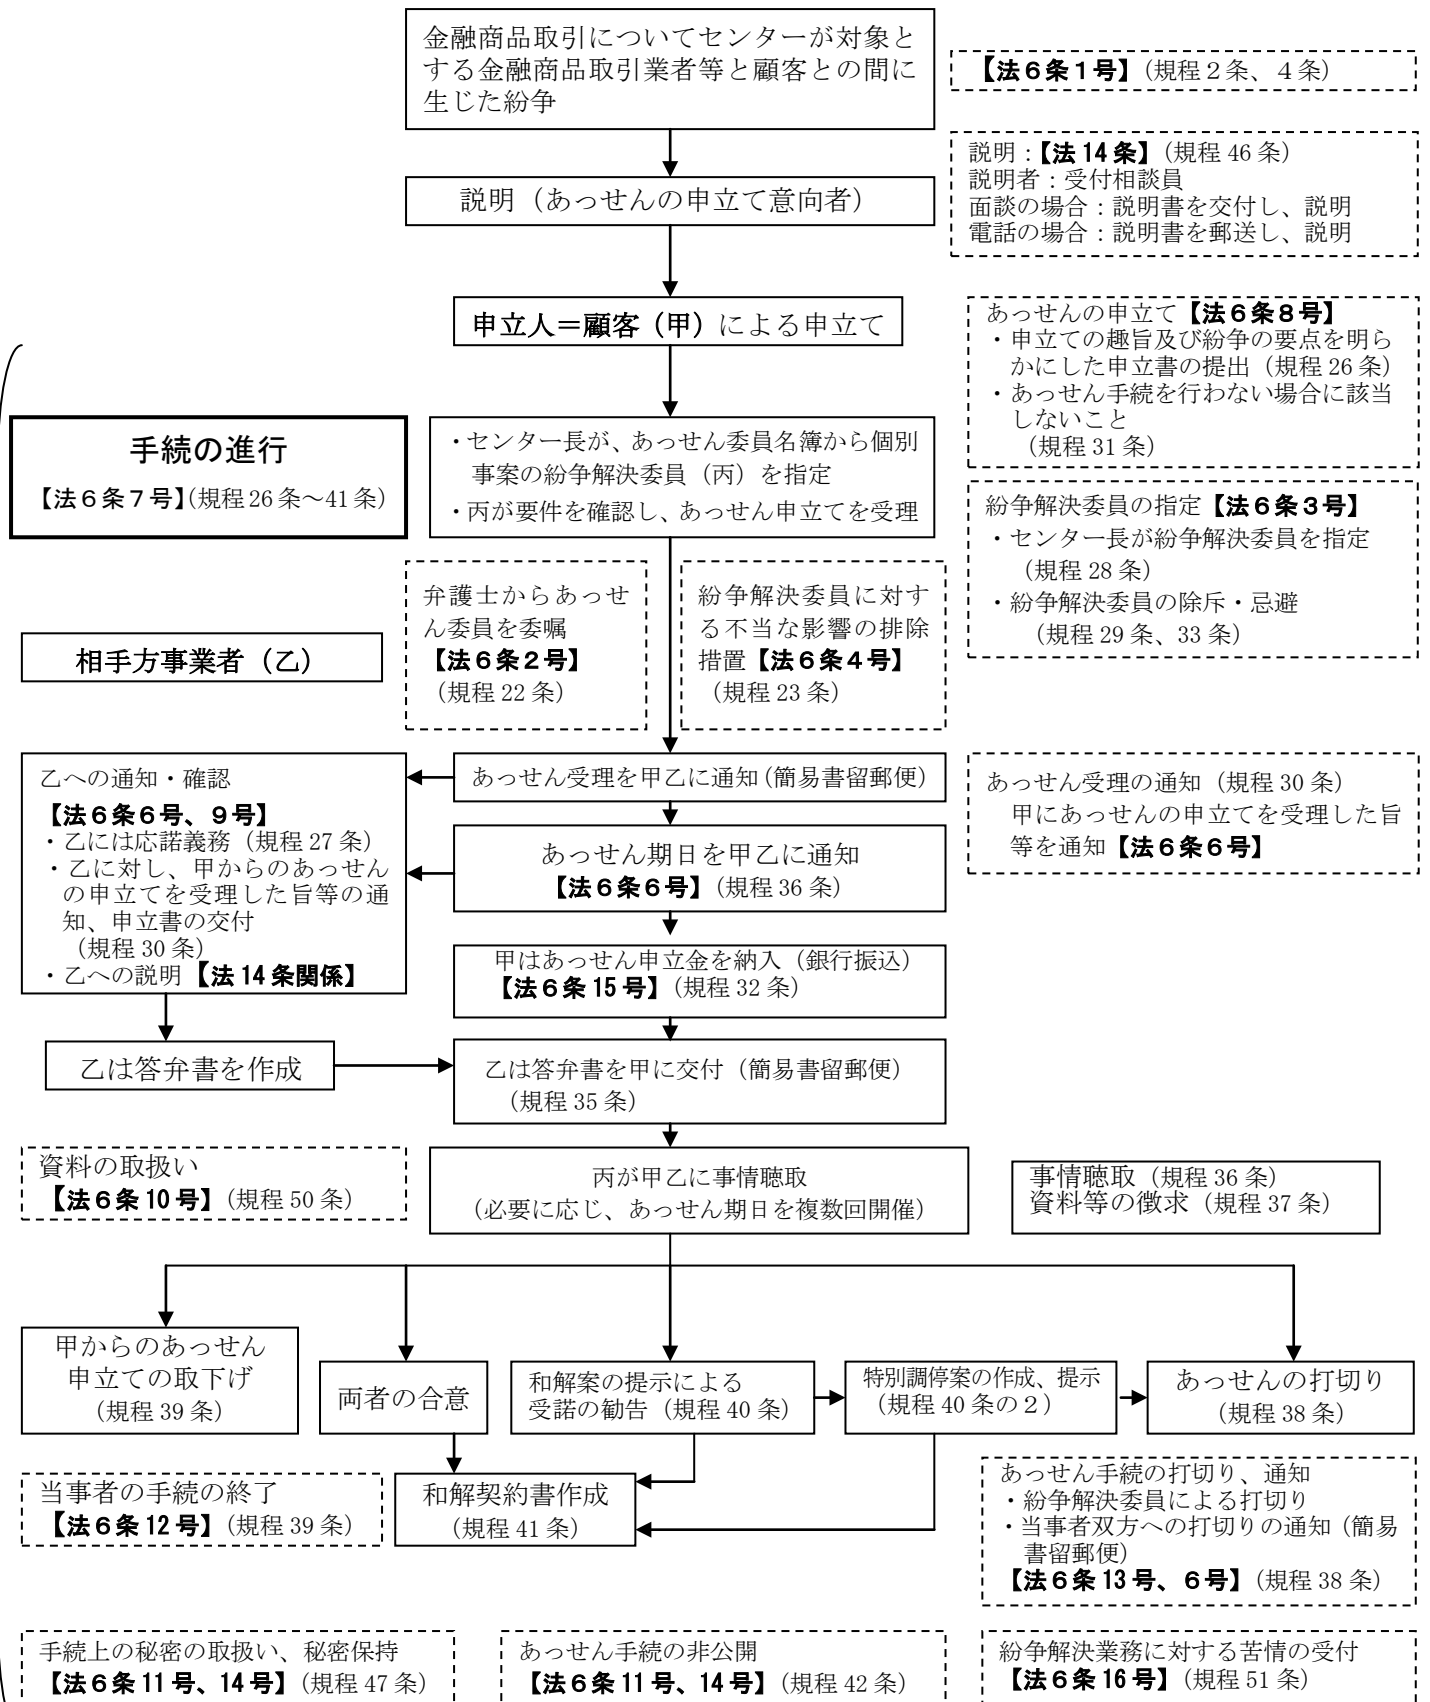 金融商品取引についてセンターが対象と
する金融商品取引業者等と顧客との間に
生じた紛争
【法６条１号】（規程２条、４条）
説明（あっせんの申立て意向者）
説明：【法 14 条】（規程 46 条）
説明者：受付相談員
面談の場合：説明書を交付し、説明
電話の場合：説明書を郵送し、説明
申立人＝顧客（甲）による申立て
あっせんの申立て【法６条８号】
・申立ての趣旨及び紛争の要点を明ら
かにした申立書の提出（規程 26 条）
・あっせん手続を行わない場合に該当
しないこと
（規程 31 条）
手続の進行
【法６条７号】（規程 26 条～41 条）
・センター長が、あっせん委員名簿から個別
事案の紛争解決委員（丙）を指定
・丙が要件を確認し、あっせん申立てを受理
紛争解決委員の指定【法６条３号】
・センター長が紛争解決委員を指定
（規程 28 条）
・紛争解決委員の除斥・忌避
（規程 29 条、33 条）
弁護士からあっせ
ん委員を委嘱
【法６条２号】
（規程 22 条）
紛争解決委員に対す
る不当な影響の排除
措置【法６条４号】
（規程 23 条）
相手方事業者（乙）
乙への通知・確認
【法６条６号、９号】
・乙には応諾義務（規程 27 条）
・乙に対し、甲からのあっせん
の申立てを受理した旨等の通
知、申立書の交付
（規程 30 条）
・乙への説明【法 14 条関係】
あっせん受理を甲乙に通知（簡易書留郵便）
あっせん受理の通知（規程 30 条）
甲にあっせんの申立てを受理した旨
等を通知【法６条６号】
あっせん期日を甲乙に通知
【法６条６号】（規程 36 条）
甲はあっせん申立金を納入（銀行振込）
【法６条 15 号】（規程 32 条）
乙は答弁書を作成
乙は答弁書を甲に交付（簡易書留郵便）
（規程 35 条）
資料の取扱い
【法６条 10 号】（規程 50 条）
丙が甲乙に事情聴取
（必要に応じ、あっせん期日を複数回開催）
事情聴取（規程 36 条）
資料等の徴求（規程 37 条）
甲からのあっせん
申立ての取下げ
（規程 39 条）
両者の合意
和解案の提示による
受諾の勧告（規程 40 条）
特別調停案の作成、提示
（規程 40 条の２）
あっせんの打切り
（規程 38 条）
当事者の手続の終了
【法６条 12 号】（規程 39 条）
和解契約書作成
（規程 41 条）
あっせん手続の打切り、通知
・紛争解決委員による打切り
・当事者双方への打切りの通知（簡易
書留郵便）
【法６条 13 号、６号】（規程 38 条）
手続上の秘密の取扱い、秘密保持
【法６条 11 号、14 号】（規程 47 条）
あっせん手続の非公開
【法６条 11 号、14 号】（規程 42 条）
紛争解決業務に対する苦情の受付
【法６条 16 号】（規程 51 条）